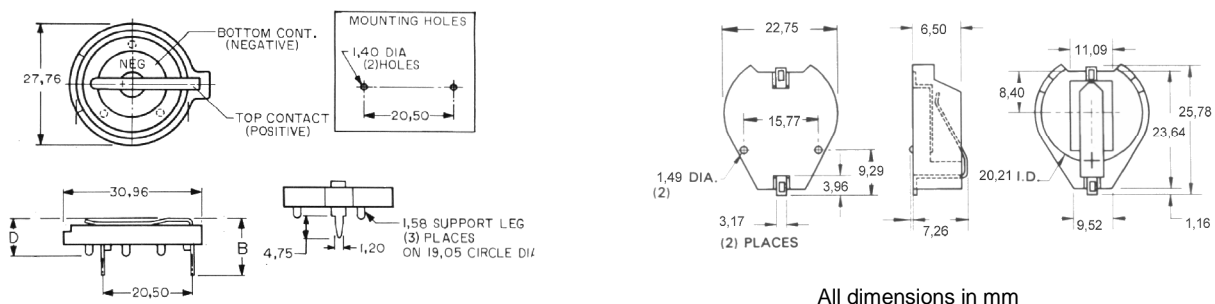 27,76
BOTTOM CONT.
(NEGATIVE)
NEG
+
TOP CONTACT
(POSITIVE)
MOUNTING HOLES
1,40 DIA
(2)HOLES
20,50
30,96
D
B
20,50
4,75
1,20
1,58 SUPPORT LEG
(3) PLACES
ON 19,05 CIRCLE DIA
22,75
15,77
1,49 DIA.
(2)
9,29
3,96
3,17
(2) PLACES
6,50
7,26
11,09
8,40
25,78
23,64
20,21 I.D.
+
9,52
1,16
All dimensions in mm